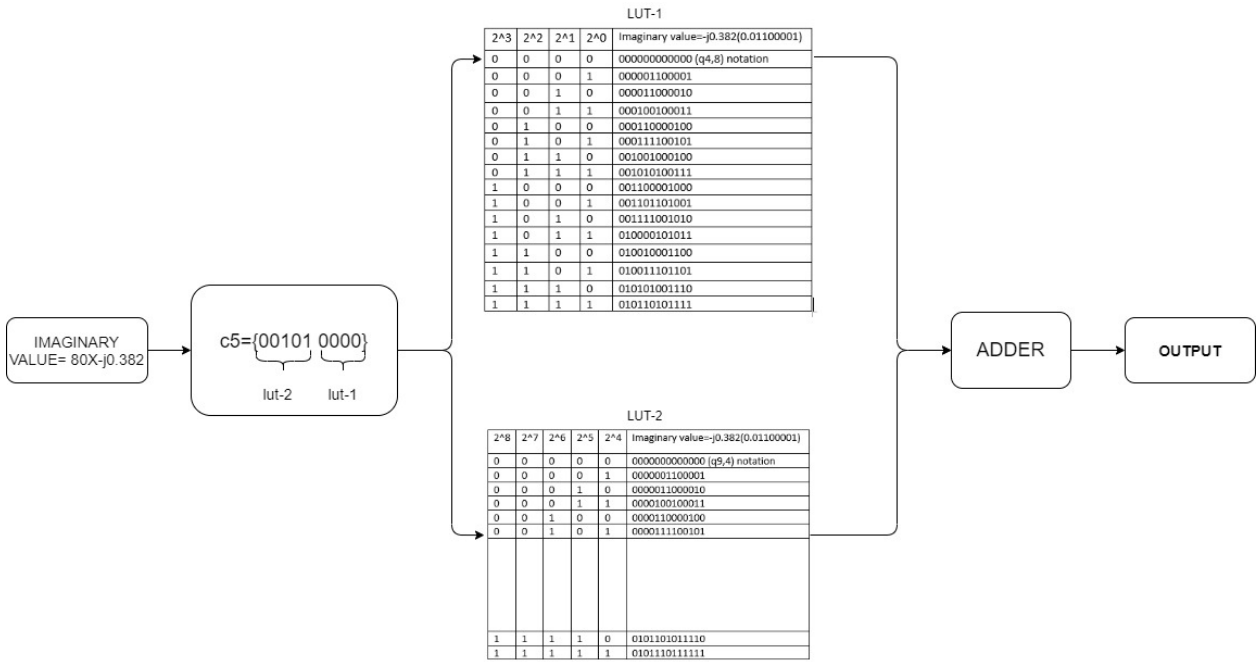 LUT-1
2^3 2^2 2^1 2^0 Imaginary value=-j0.382(0.01100001)
0 0 0 0 000000000000 (q4,8) notation
0 0 0 1 000001100001
0 0 1 0 000011000010
0 0 1 1 000100100011
0 1 0 0 000110000100
0 1 0 1 000111100101
0 1 1 0 001001000100
0 1 1 1 001010100111
1 0 0 0 001100001000
1 0 0 1 001101101001
1 0 1 0 001111001010
1 0 1 1 010000101011
1 1 0 0 010010001100
1 1 0 1 010011101101
1 1 1 0 010101001110
1 1 1 1 010110101111
IMAGINARY
VALUE= 80X-j0.382
c5={00101 0000}
lut-2 lut-1
ADDER
OUTPUT
LUT-2
2^8 2^7 2^6 2^5 2^4 Imaginary value=-j0.382(0.01100001)
0 0 0 0 0 0000000000000 (q9,4) notation
0 0 0 0 1 0000001100001
0 0 0 1 0 0000011000010
0 0 0 1 1 0000100100011
0 0 1 0 0 0000110000100
0 0 1 0 1 0000111100101
1 1 1 1 0 0101101011110
1 1 1 1 1 0101110111111